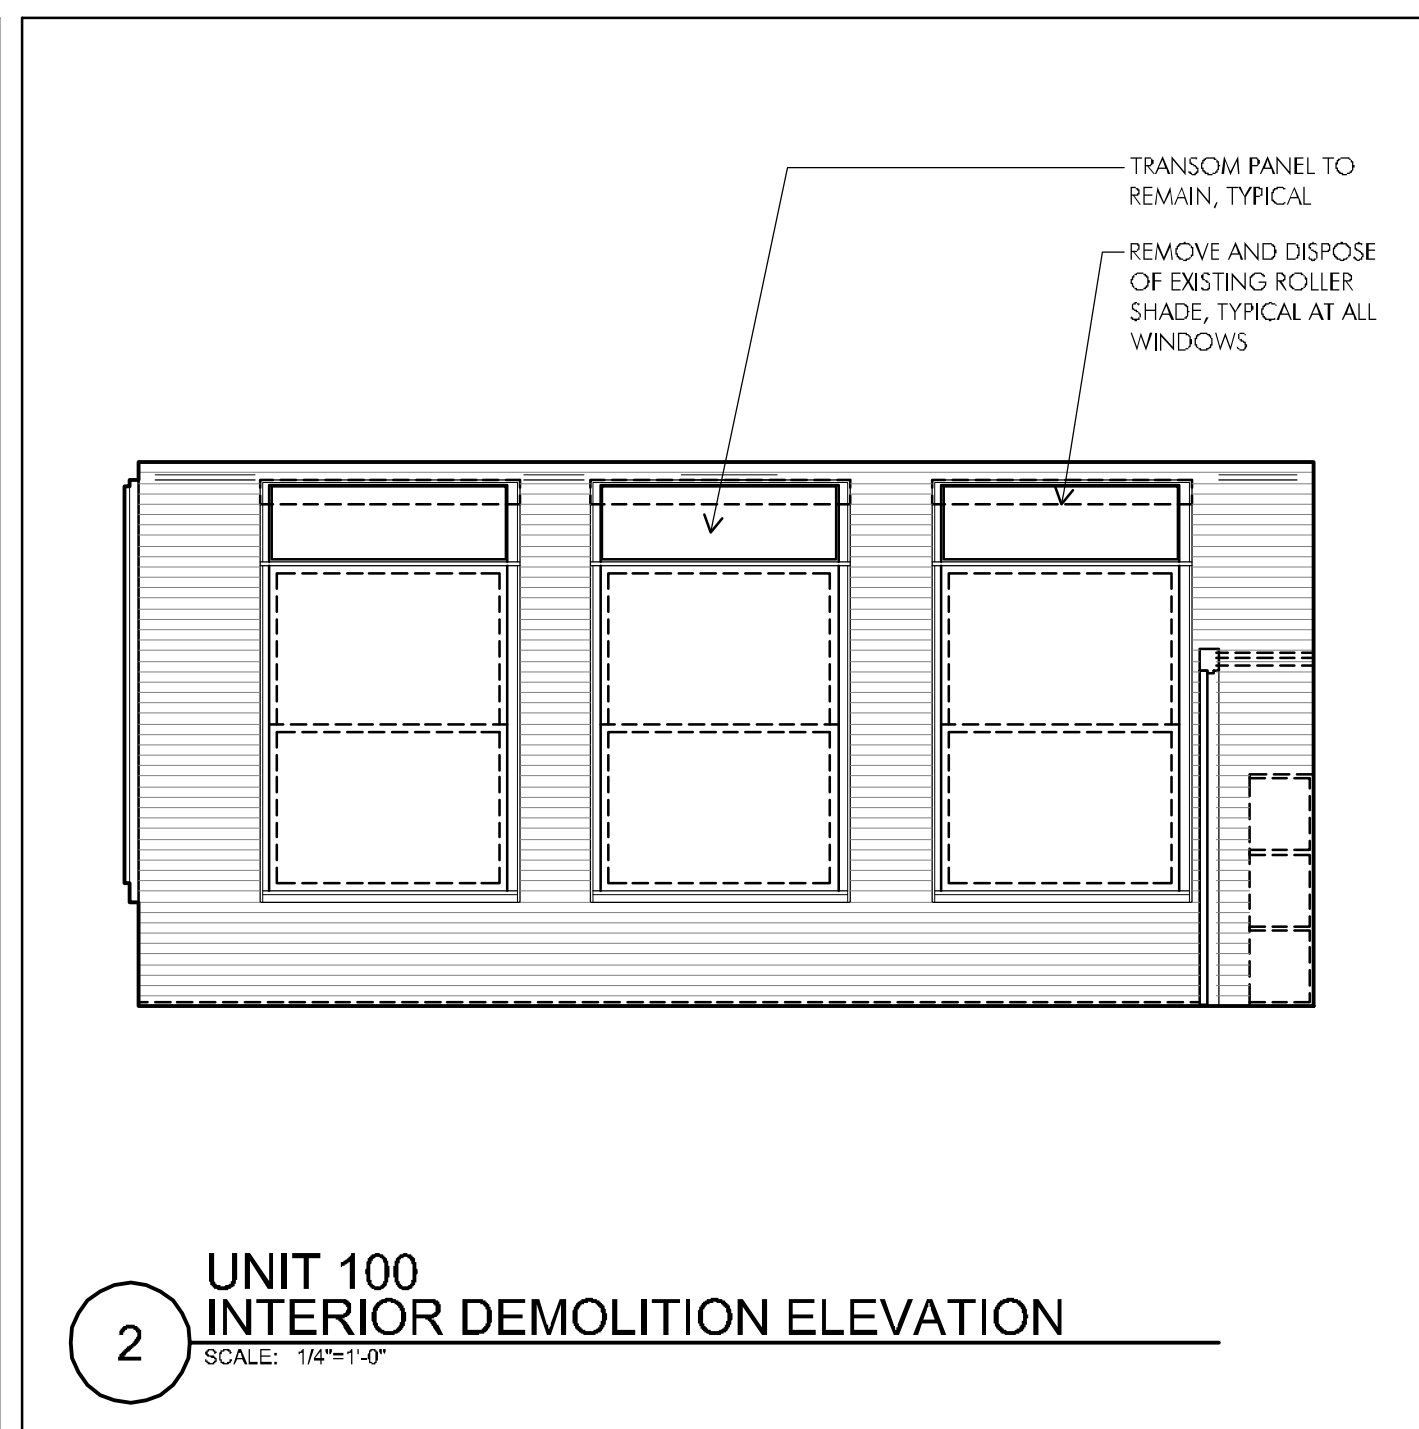 TRANSOM PANEL TO
REMAIN, TYPICAL
REMOVE AND DISPOSE
OF EXISTING ROLLER
SHADE, TYPICAL AT ALL
WINDOWS
UNIT 100
INTERIOR DEMOLITION ELEVATION
2
SCALE: 1/4"=1'-0"